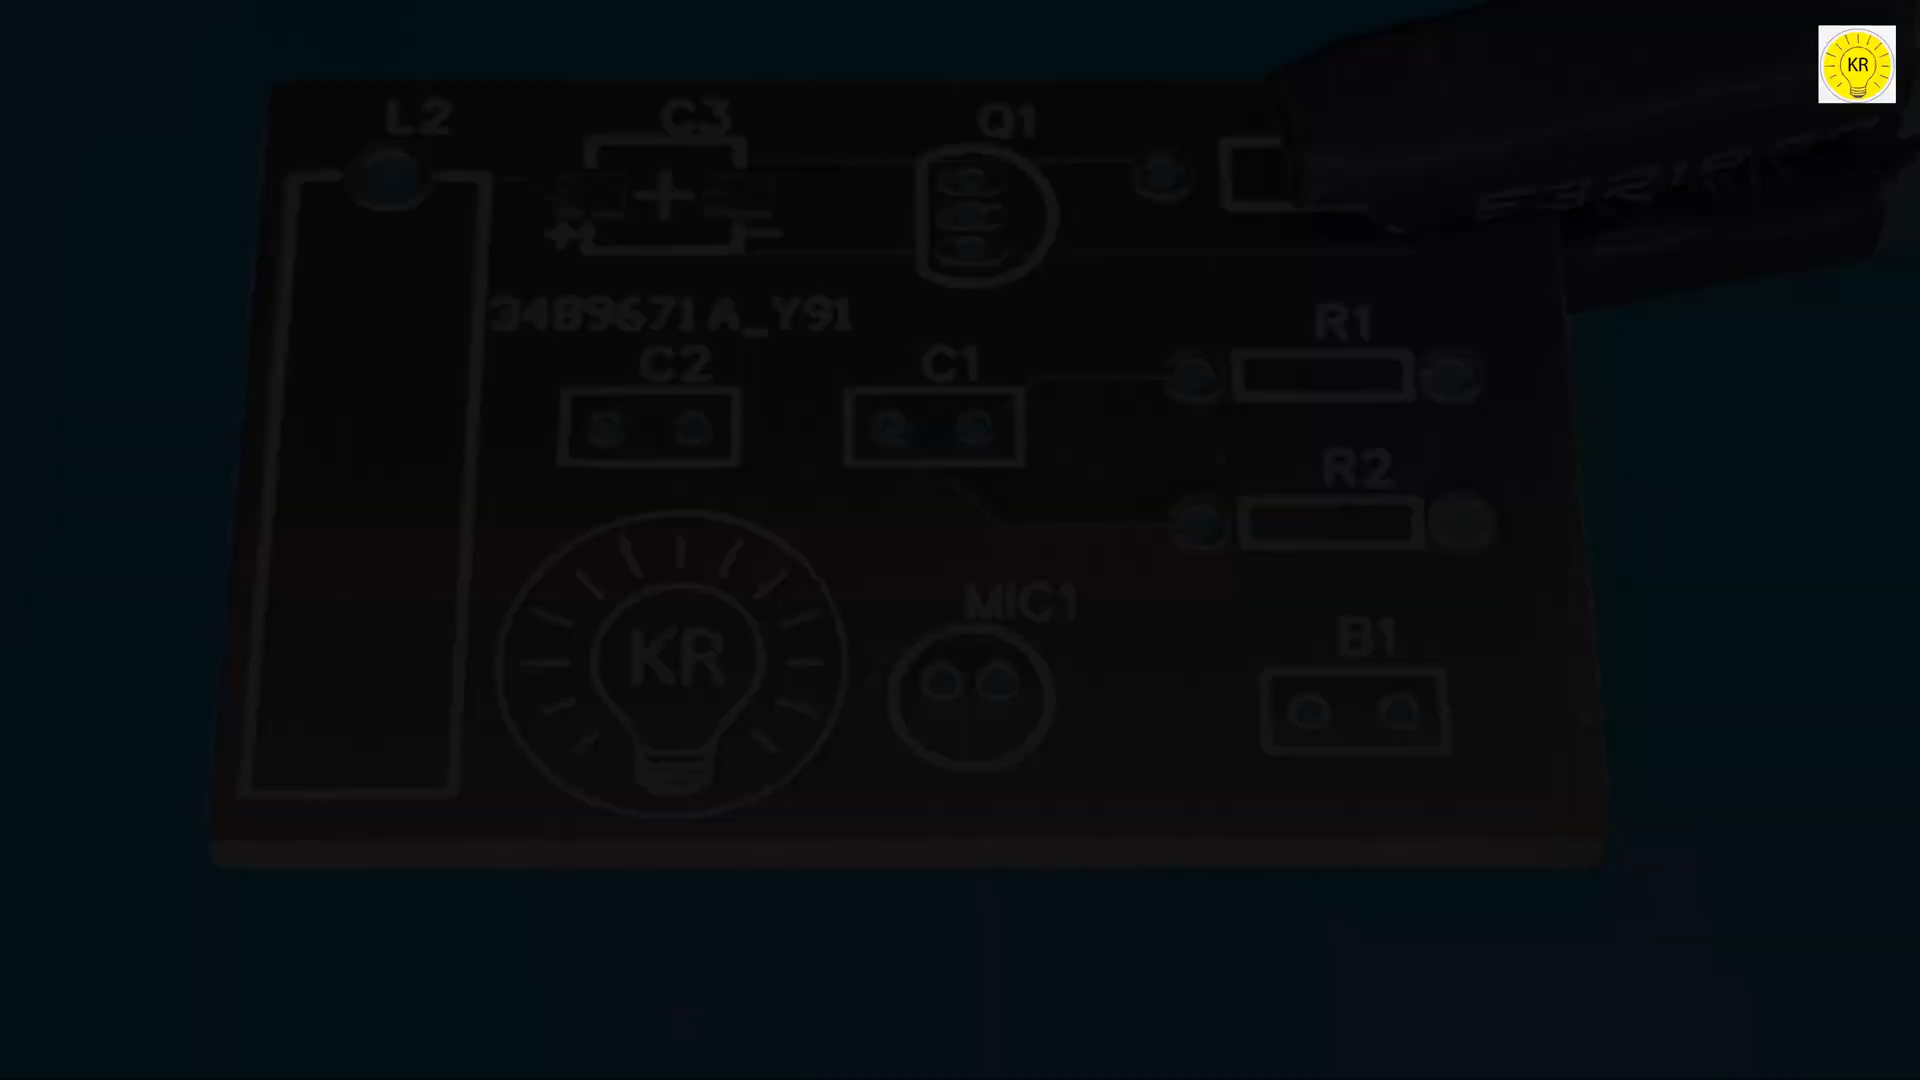 KR
L2
C3
Q1
+
+
-
3489671A_Y91
R1
C2
C1
R2
MIC1
KR
B1